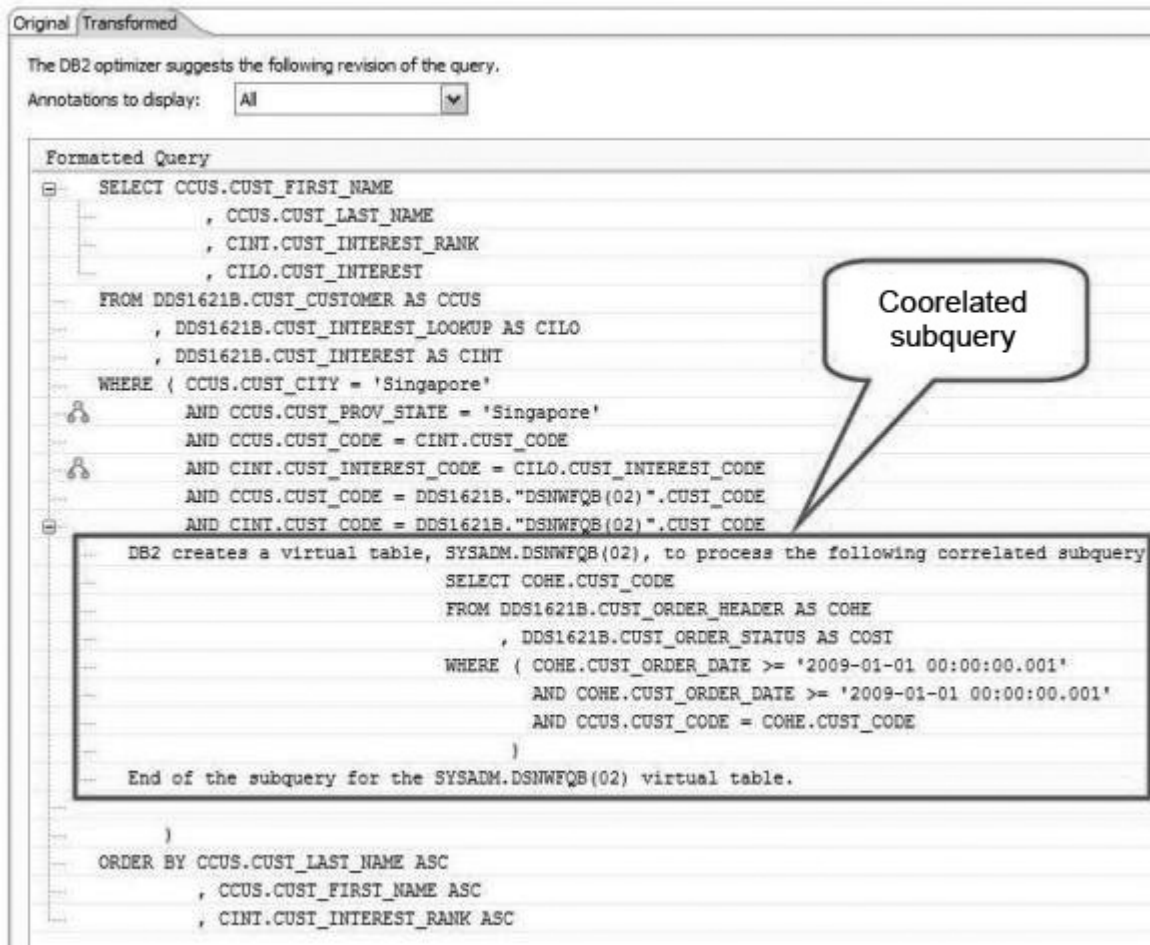 Original Transformed
The DB2 optimizer suggests the following revision of the query.
Annotations to display: All
Formatted Query
SELECT CCUS.CUST_FIRST_NAME
, CCUS.CUST_LAST_NAME
, CINT.CUST_INTEREST_RANK
, CILO.CUST_INTEREST
FROM DDS1621B.CUST_CUSTOMER AS CCUS
, DDS1621B.CUST_INTEREST_LOOKUP AS CILO
, DDS1621B.CUST_INTEREST AS CINT
WHERE ( CCUS.CUST_CITY = 'Singapore'
AND CCUS.CUST_PROV_STATE = 'Singapore'
AND CCUS.CUST_CODE = CINT.CUST_CODE
AND CINT.CUST_INTEREST_CODE = CILO.CUST_INTEREST_CODE
AND CCUS.CUST_CODE = DDS1621B."DSNWFQB(02)".CUST_CODE
AND CINT.CUST_CODE = DDS1621B."DSNWFQB(02)".CUST_CODE
Coorelated
subquery
DB2 creates a virtual table, SYSADM.DSNWFQB(02), to process the following correlated subquery
SELECT COHE.CUST_CODE
FROM DDS1621B.CUST_ORDER_HEADER AS COHE
, DDS1621B.CUST_ORDER_STATUS AS COST
WHERE ( COHE.CUST_ORDER_DATE >= '2009-01-01 00:00:00.001'
AND COHE.CUST_ORDER_DATE >= '2009-01-01 00:00:00.001'
AND CCUS.CUST_CODE = COHE.CUST_CODE
)
End of the subquery for the SYSADM.DSNWFQB(02) virtual table.
)
ORDER BY CCUS.CUST_LAST_NAME ASC
, CCUS.CUST_FIRST_NAME ASC
, CINT.CUST_INTEREST_RANK ASC